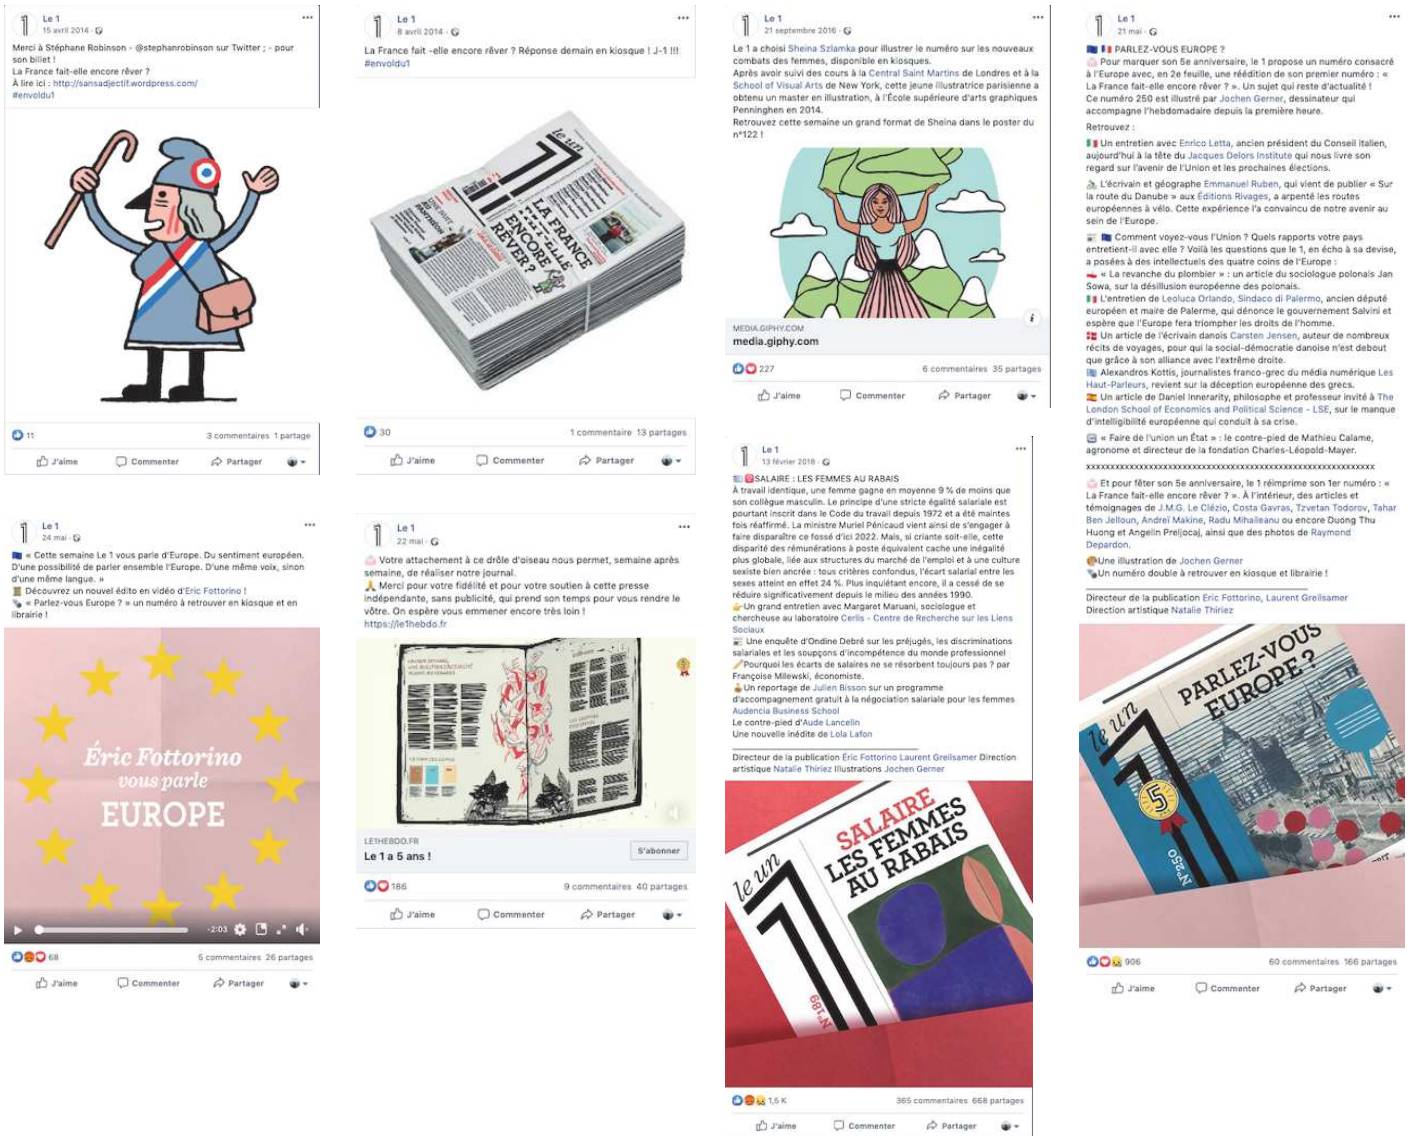 Le 1
15 avril 2014 ·
Merci à Stéphane Robinson - @stephanrobinson sur Twitter ; - pour
son billet !
La France fait-elle encore rêver ?
À lire ici : http://sansadjectif.wordpress.com/
#envoldu1
11
3 commentaires 1 partage
J'aime Commenter Partager
Le 1
8 avril 2014 ·
La France fait -elle encore rêver ? Réponse demain en kiosque ! J-1 !!!
#envoldu1
le un
1
UNE NUIT
AU PANTHÉON
LA FRANCE
FAIT-ELLE
ENCORE
RÊVER ?
30
1 commentaire 13 partages
J'aime Commenter Partager
Le 1
21 septembre 2016 ·
Le 1 a choisi Sheina Szlamka pour illustrer le numéro sur les nouveaux
combats des femmes, disponible en kiosques.
Après avoir suivi des cours à la Central Saint Martins de Londres et à la
School of Visual Arts de New York, cette jeune illustratrice parisienne a
obtenu un master en illustration, à l'École supérieure d'arts graphiques
Penninghen en 2014.
Retrouvez cette semaine un grand format de Sheina dans le poster du
n°122 !
MEDIA.GIPHY.COM
media.giphy.com
227
6 commentaires 35 partages
J'aime Commenter Partager
Le 1
21 mai ·
PARLEZ-VOUS EUROPE ?
Pour marquer son 5e anniversaire, le 1 propose un numéro consacré
à l'Europe avec, en 2e feuille, une réédition de son premier numéro : «
La France fait-elle encore rêver ? ». Un sujet qui reste d'actualité !
Ce numéro 250 est illustré par Jochen Gerner, dessinateur qui
accompagne l'hebdomadaire depuis la première heure.
Retrouvez :
Un entretien avec Enrico Letta, ancien président du Conseil italien,
aujourd'hui à la tête du Jacques Delors Institute qui nous livre son
regard sur l'avenir de l'Union et les prochaines élections.
L'écrivain et géographe Emmanuel Ruben, qui vient de publier « Sur
la route du Danube » aux Éditions Rivages, a arpenté les routes
européennes à vélo. Cette expérience l'a convaincu de notre avenir au
sein de l'Europe.
Comment voyez-vous l'Union ? Quels rapports votre pays
entretient-il avec elle ? Voilà les questions que le 1, en écho à sa devise,
a posées à des intellectuels des quatre coins de l'Europe :
« La revanche du plombier » : un article du sociologue polonais Jan
Sowa, sur la désillusion européenne des polonais.
L'entretien de Leoluca Orlando, Sindaco di Palermo, ancien député
européen et maire de Palerme, qui dénonce le gouvernement Salvini et
espère que l'Europe fera triompher les droits de l'homme.
Un article de l'écrivain danois Carsten Jensen, auteur de nombreux
récits de voyages, pour qui la social-démocratie danoise n'est debout
que grâce à son alliance avec l'extrême droite.
Alexandros Kottis, journalistes franco-grec du média numérique Les
Haut-Parleurs, revient sur la déception européenne des grecs.
Un article de Daniel Innerarity, philosophe et professeur invité à The
London School of Economics and Political Science - LSE, sur le manque
d'intelligibilité européenne qui conduit à sa crise.
« Faire de l'union un État » : le contre-pied de Mathieu Calame,
agronome et directeur de la fondation Charles-Léopold-Mayer.
xxxxxxxxxxxxxxxxxxxxxxxxxxxxxxxxxxxxxxxxxxxxxxxxxxxxxxxxxxxx
Et pour fêter son 5e anniversaire, le 1 réimprime son 1er numéro : «
La France fait-elle encore rêver ? ». À l'intérieur, des articles et
témoignages de J.M.G. Le Clézio, Costa Gavras, Tzvetan Todorov, Tahar
Ben Jelloun, Andreï Makine, Radu Mihaileanu ou encore Duong Thu
Huong et Angelin Preljocaj, ainsi que des photos de Raymond
Depardon.
Une illustration de Jochen Gerner
Un numéro double à retrouver en kiosque et librairie !
Directeur de la publication Eric Fottorino, Laurent Greilsamer
Direction artistique Natalie Thiriez
le un
1
PARLEZ-VOUS
EUROPE ?
5
N°250
906
60 commentaires 166 partages
J'aime Commenter Partager
Le 1
24 mai ·
« Cette semaine Le 1 vous parle d'Europe. Du sentiment européen.
D'une possibilité de parler ensemble l'Europe. D'une même voix, sinon
d'une même langue. »
Découvrez un nouvel édito en vidéo d'Eric Fottorino !
« Parlez-vous Europe ? » un numéro à retrouver en kiosque et en
librairie !
Éric Fottorino
vous parle
EUROPE
-2:03
68
5 commentaires 26 partages
J'aime Commenter Partager
Le 1
22 mai ·
Votre attachement à ce drôle d'oiseau nous permet, semaine après
semaine, de réaliser notre journal.
Merci pour votre fidélité et pour votre soutien à cette presse
indépendante, sans publicité, qui prend son temps pour vous rendre le
vôtre. On espère vous emmener encore très loin !
https://le1hebdo.fr
LE1HEBDO.FR
Le 1 a 5 ans !
S'abonner
186
9 commentaires 40 partages
J'aime Commenter Partager
Le 1
13 février 2018 ·
SALAIRE : LES FEMMES AU RABAIS
À travail identique, une femme gagne en moyenne 9 % de moins que
son collègue masculin. Le principe d'une stricte égalité salariale est
pourtant inscrit dans le Code du travail depuis 1972 et a été maintes
fois réaffirmé. La ministre Muriel Pénicaud vient ainsi de s'engager à
faire disparaître ce fossé d'ici 2022. Mais, si criante soit-elle, cette
disparité des rémunérations à poste équivalent cache une inégalité
plus globale, liée aux structures du marché de l'emploi et à une culture
sexiste bien ancrée : tous critères confondus, l'écart salarial entre les
sexes atteint en effet 24 %. Plus inquiétant encore, il a cessé de se
réduire significativement depuis le milieu des années 1990.
Un grand entretien avec Margaret Maruani, sociologue et
chercheuse au laboratoire Cerlis - Centre de Recherche sur les Liens
Sociaux
Une enquête d'Ondine Debré sur les préjugés, les discriminations
salariales et les soupçons d'incompétence du monde professionnel
Pourquoi les écarts de salaires ne se résorbent toujours pas ? par
Françoise Milewski, économiste.
Un reportage de Julien Bisson sur un programme
d'accompagnement gratuit à la négociation salariale pour les femmes
Audencia Business School
Le contre-pied d'Aude Lancelin
Une nouvelle inédite de Lola Lafon
Directeur de la publication Éric Fottorino Laurent Greilsamer Direction
artistique Natalie Thiriez Illustrations Jochen Gerner
le un
1
SALAIRE
LES FEMMES
AU RABAIS
N°189
1,5 K
365 commentaires 668 partages
J'aime Commenter Partager